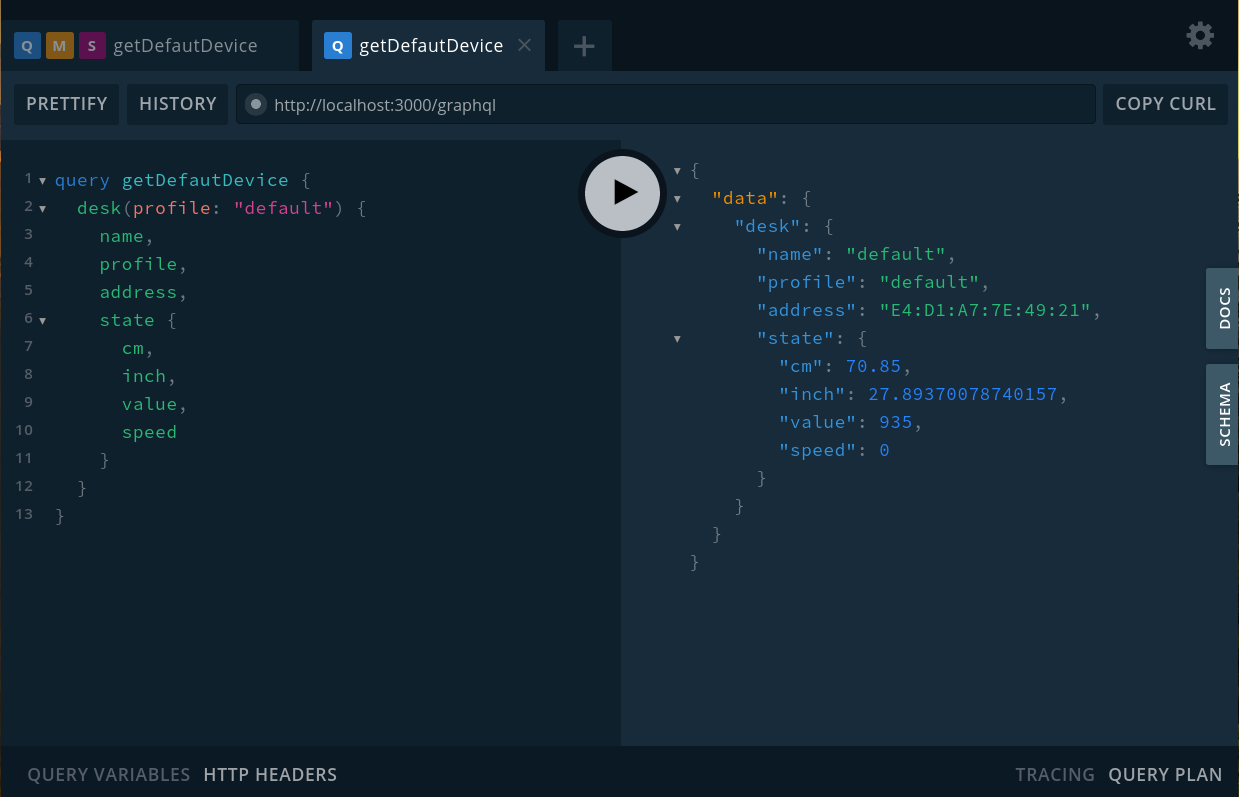 Q M S getDefautDevice Q getDefautDevice × +
PRETTIFY HISTORY http://localhost:3000/graphql COPY CURL
1 query getDefautDevice {
2 desk(profile: "default") {
3 name,
4 profile,
5 address,
6 state {
7 cm,
8 inch,
9 value,
10 speed
11 }
12 }
13 }
{
"data": {
"desk": {
"name": "default",
"profile": "default",
"address": "E4:D1:A7:7E:49:21",
"state": {
"cm": 70.85,
"inch": 27.89370078740157,
"value": 935,
"speed": 0
}
}
}
}
DOCS
SCHEMA
QUERY VARIABLES HTTP HEADERS
TRACING QUERY PLAN